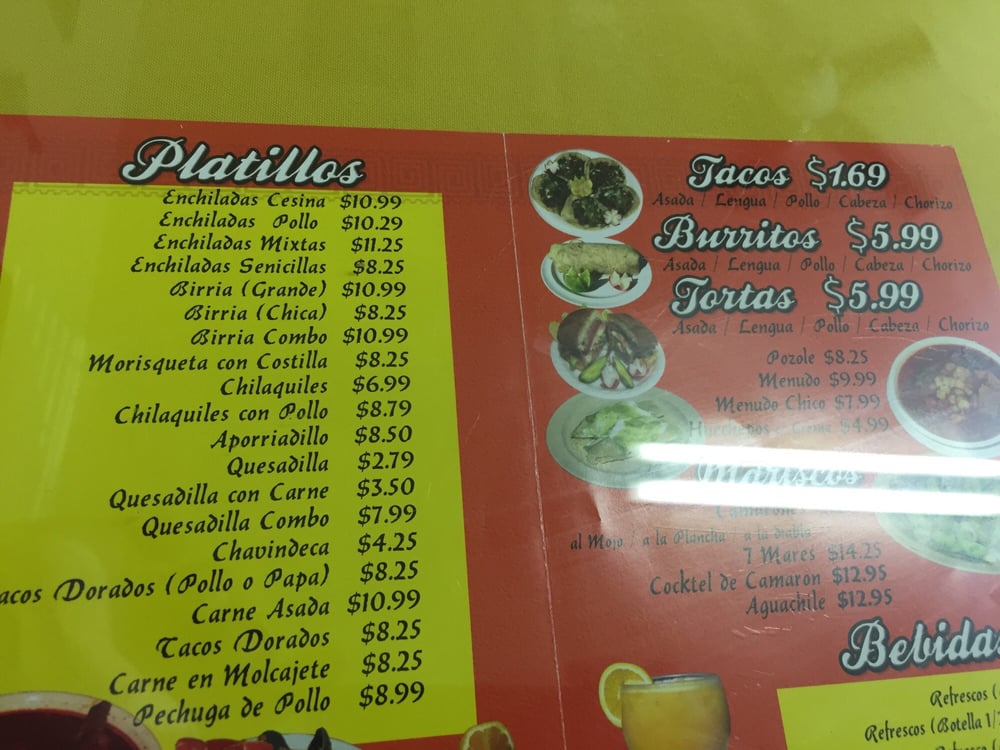 Platillos
Enchiladas Cesina $10.99
Enchiladas Pollo $10.29
Enchiladas Mixtas $11.25
Enchiladas Senicillas $8.25
Birria (Grande) $10.99
Birria (Chica) $8.25
Birria Combo $10.99
Morisqueta con Costilla $8.25
Chilaquiles $6.99
Chilaquiles con Pollo $8.79
Aporriadillo $8.50
Quesadilla $2.79
Quesadilla con Carne $3.50
Quesadilla Combo $7.99
Chavindeca $4.25
acos Dorados (Pollo o Papa) $8.25
Carne Asada $10.99
Tacos Dorados $8.25
Carne en Molcajete $8.25
Pechuga de Pollo $8.99
Tacos $1.69
Asada / Lengua / Pollo / Cabeza / Chorizo
Burritos $5.99
Asada / Lengua / Pollo / Cabeza / Chorizo
Tortas $5.99
Asada / Lengua / Pollo / Cabeza / Chorizo
Pozole $8.25
Menudo $9.99
Menudo Chico $7.99
$4.99
Mariscos
Camarones
al Mojo / a la Plancha / a la diabla
7 Mares $14.25
Cocktel de Camaron $12.95
Aguachile $12.95
Bebidas
Refrescos (
Refrescos (Botella 1/